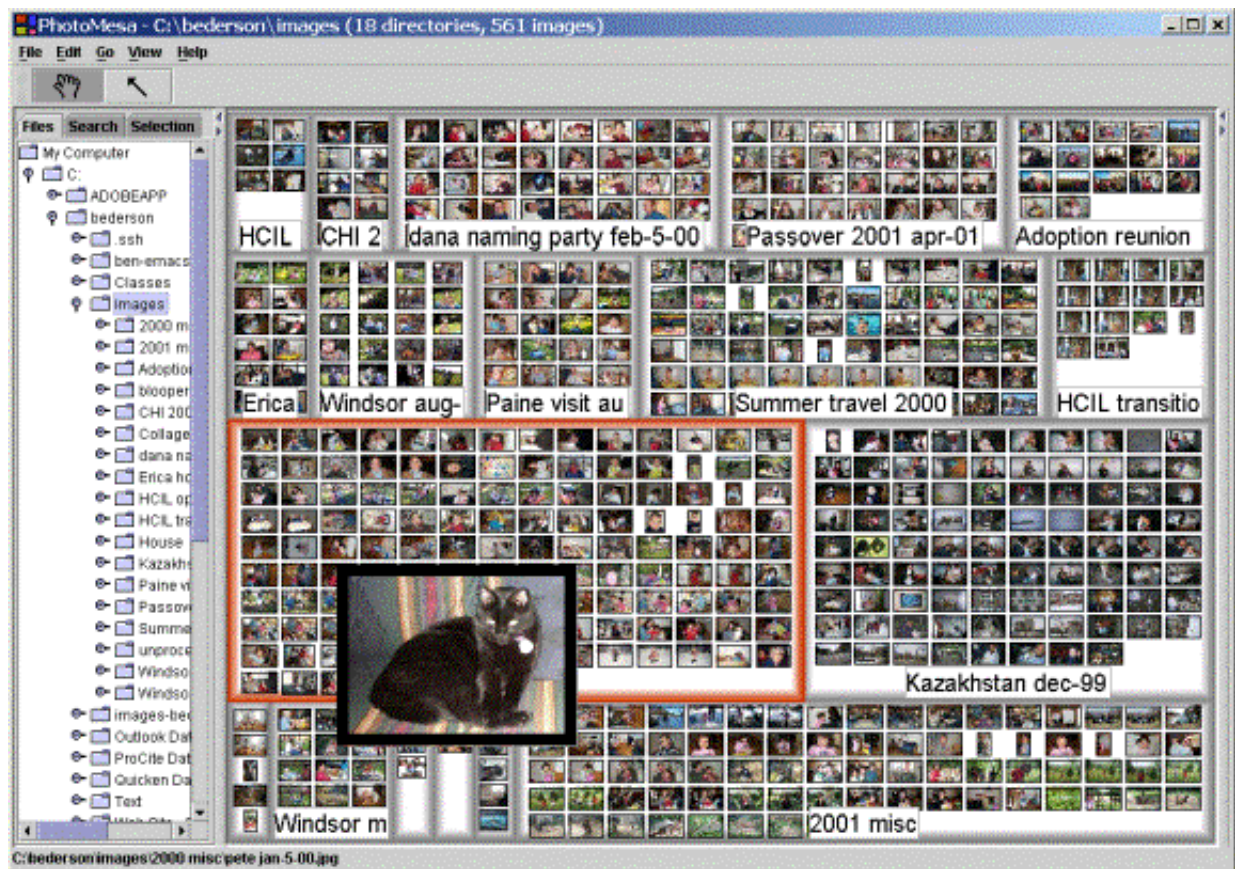 PhotoMesa - C:\bederson\images (18 directories, 561 images)
File Edit Go View Help
Files Search Selection
My Computer
C:
ADOBEAPP
bederson
.ssh
ben-emacs
Classes
images
2000 m
2001 m
Adoption
blooper
CHI 200
Collage
dana na
Erica ho
HCIL op
HCIL tra
House
Kazakhs
Paine vi
Passov
Summe
unproce
Windso
Windso
images-be
Outlook Dat
ProCite Dat
Quicken Da
Text
HCIL CHI 2 dana naming party feb-5-00 Passover 2001 apr-01 Adoption reunion
Erica Windsor aug- Paine visit au Summer travel 2000 HCIL transitio
Kazakhstan dec-99
Windsor m 2001 misc
C:\bederson\images\2000 misc\pete jan-5-00.jpg